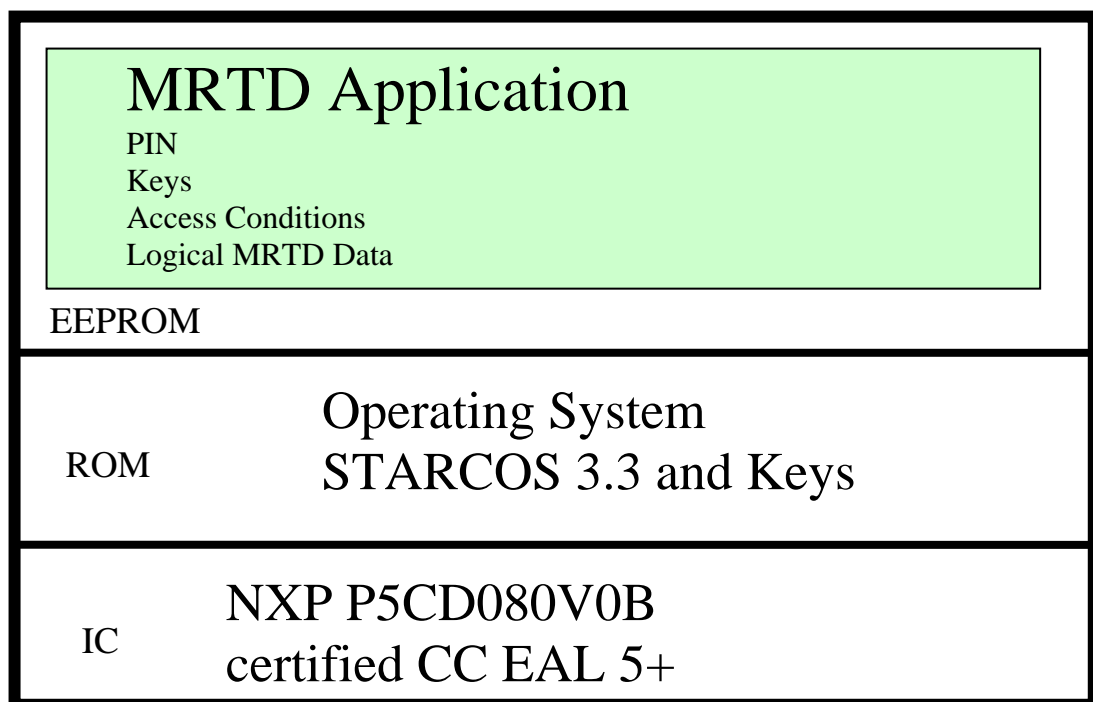 MRTD Application
PIN
Keys
Access Conditions
Logical MRTD Data
EEPROM
Operating System
ROM
STARCOS 3.3 and Keys
NXP P5CD080V0B
IC
certified CC EAL 5+